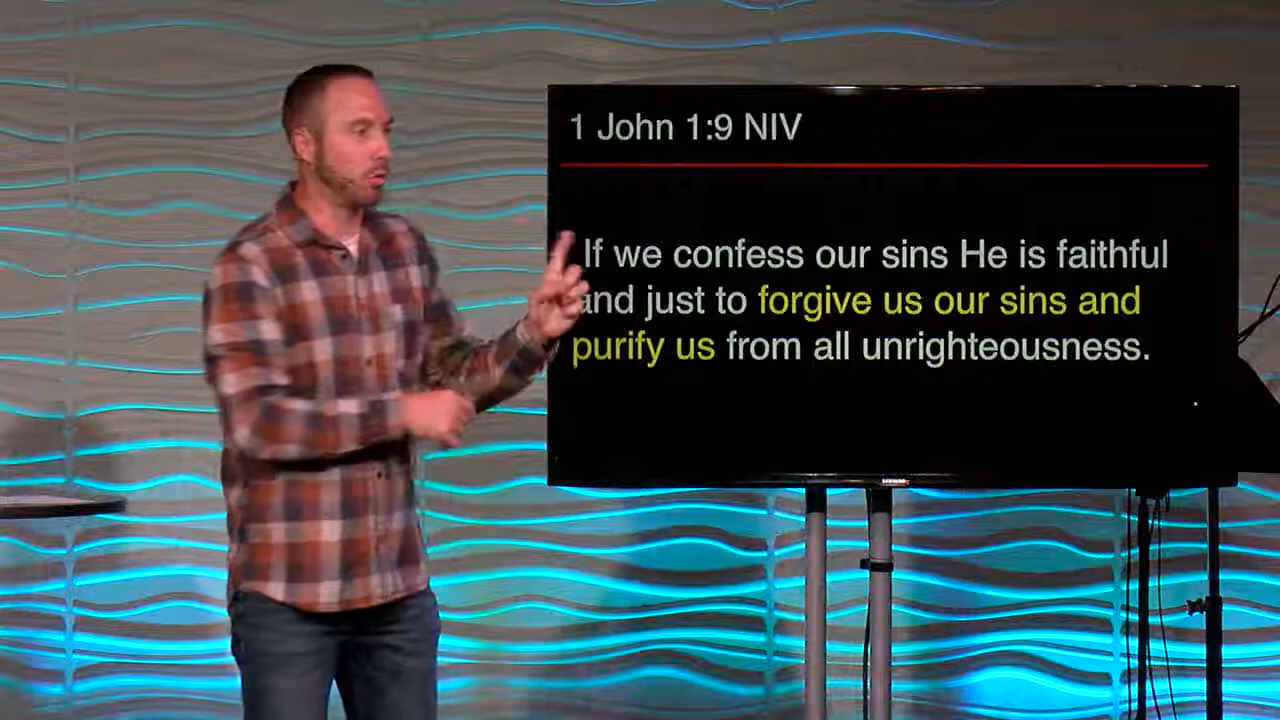 1 John 1:9 NIV
If we confess our sins He is faithful
and just to forgive us our sins and
purify us from all unrighteousness.
SAMSUNG